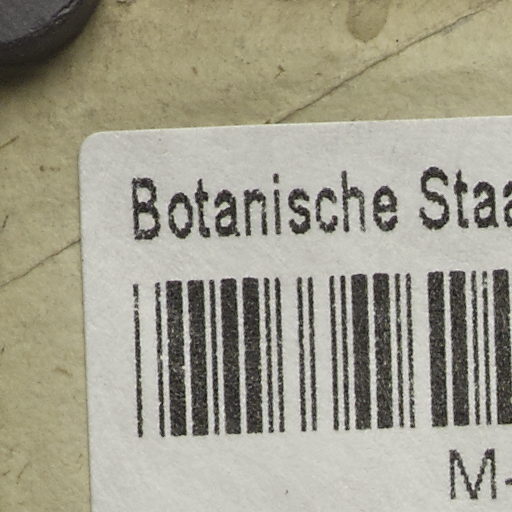 Botanische Staa
M-